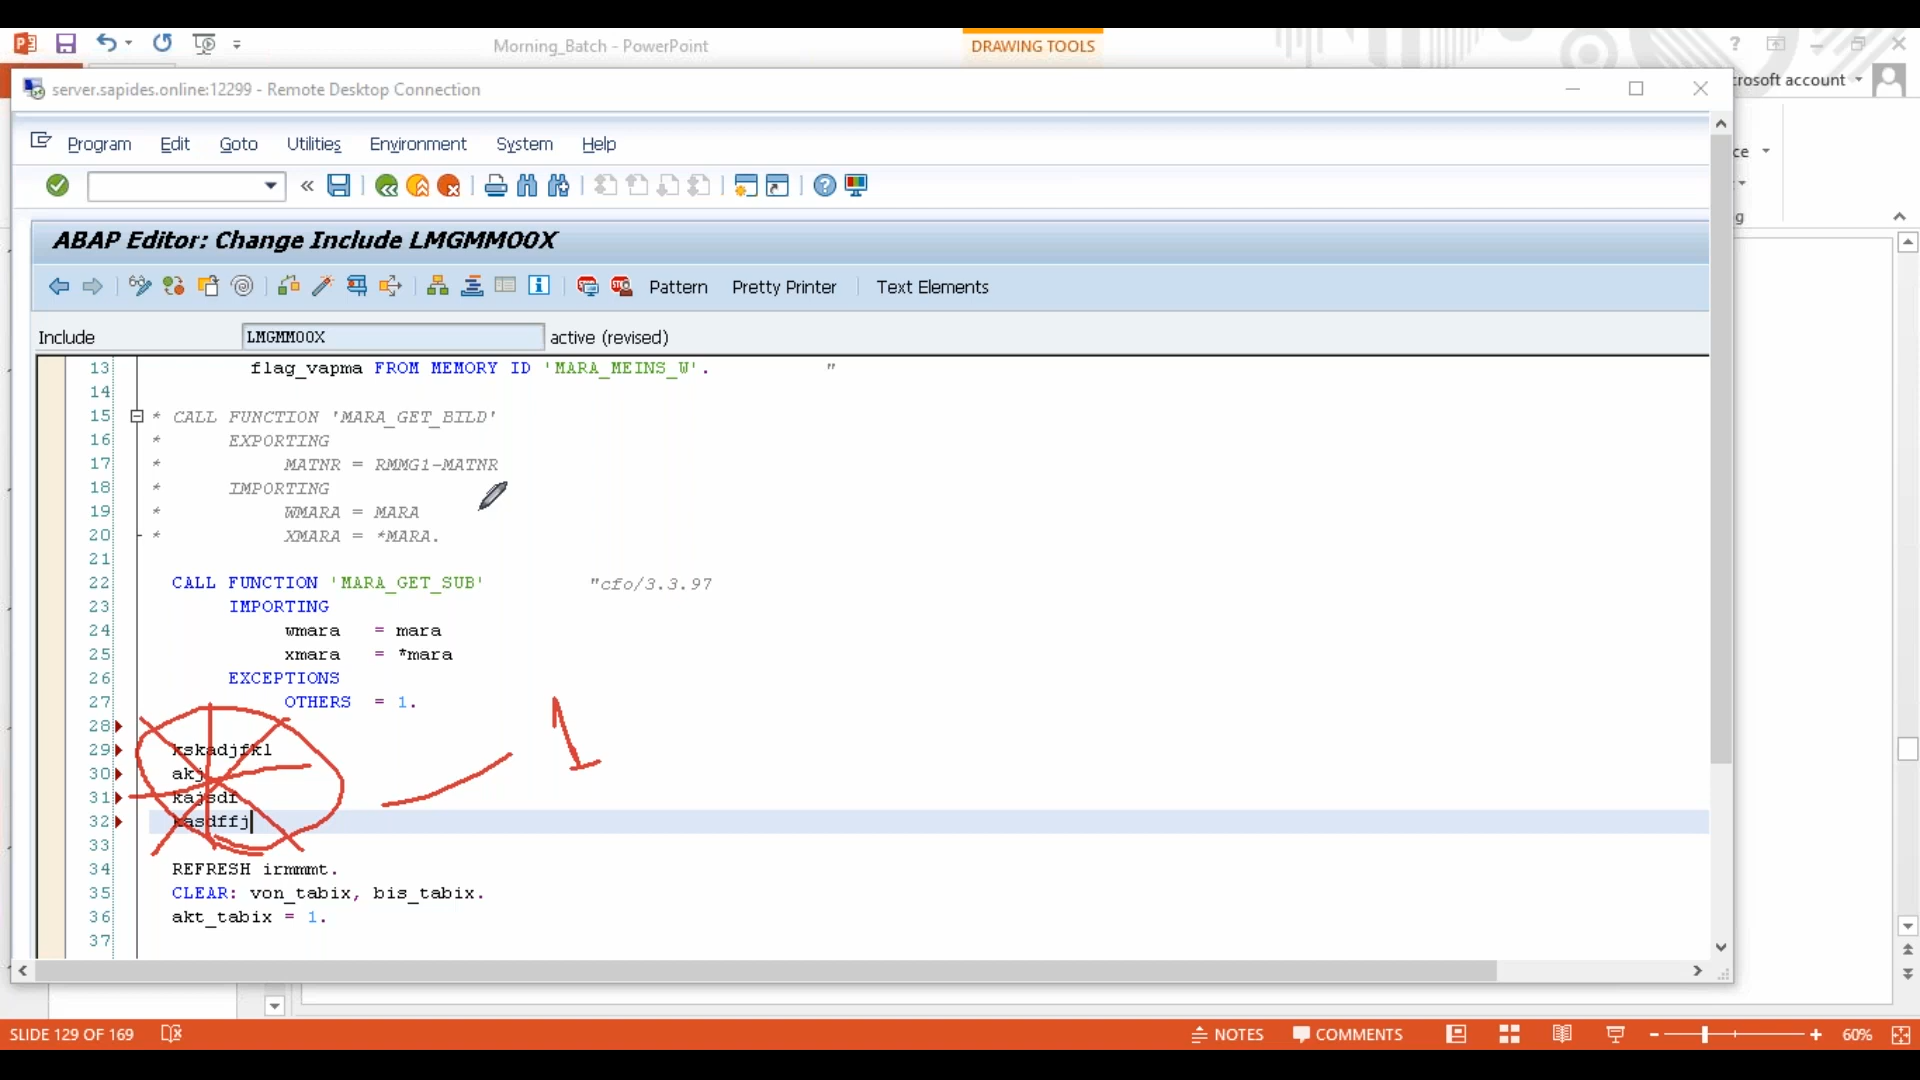 Morning_Batch - PowerPoint
DRAWING TOOLS
?
crosoft account
server.sapides.online:12299 - Remote Desktop Connection
Program Edit Goto Utilities Environment System Help
ce
g
ABAP Editor: Change Include LMGMM00X
Pattern Pretty Printer Text Elements
Include LMGMM00X active (revised)
13 flag_vapma FROM MEMORY ID 'MARA_MEINS_W'. "
14
15 * CALL FUNCTION 'MARA_GET_BILD'
16 * EXPORTING
17 * MATNR = RMMG1-MATNR
18 * IMPORTING
19 * WMARA = MARA
20 * XMARA = *MARA.
21
22 CALL FUNCTION 'MARA_GET_SUB' "cfo/3.3.97
23 IMPORTING
24 wmara = mara
25 xmara = *mara
26 EXCEPTIONS
27 OTHERS = 1.
28
29 kskadjfkl
30
31 kajsdf
32 kasdffj
33
34 REFRESH irmmmt.
35 CLEAR: von_tabix, bis_tabix.
36 akt_tabix = 1.
37
SLIDE 129 OF 169 NOTES COMMENTS 60%